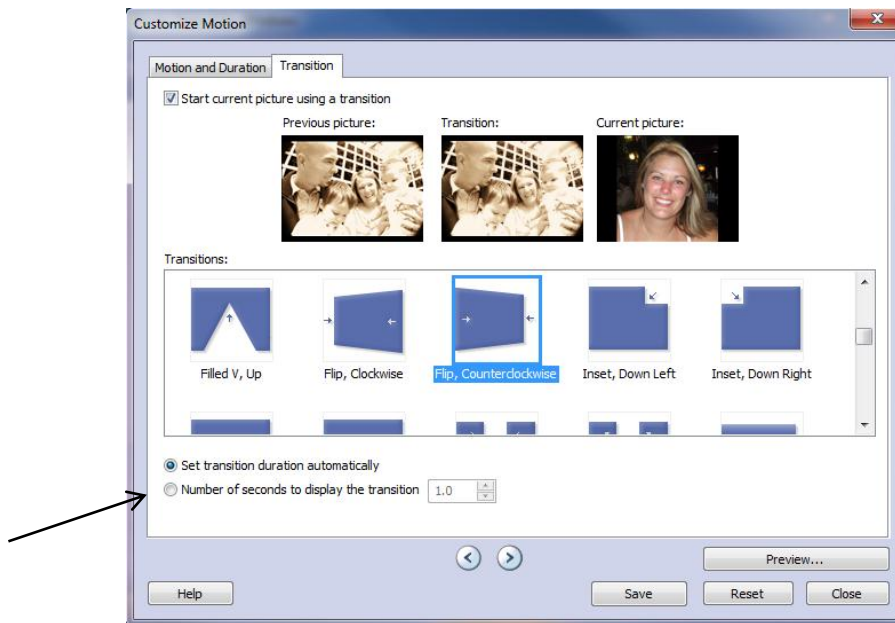 Customize Motion
Motion and Duration Transition
Start current picture using a transition
Previous picture: Transition: Current picture:
Transitions:
Filled V, Up Flip, Clockwise Flip, Counterclockwise Inset, Down Left Inset, Down Right
Set transition duration automatically
Number of seconds to display the transition 1.0
Preview...
Help Save Reset Close